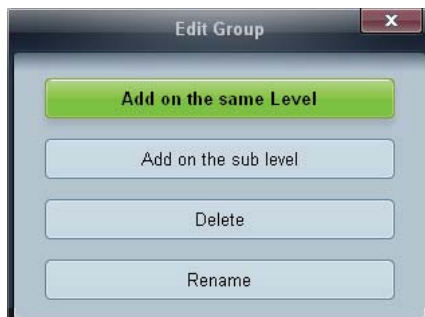 Edit Group
x
Add on the same Level
Add on the sub level
Delete
Rename